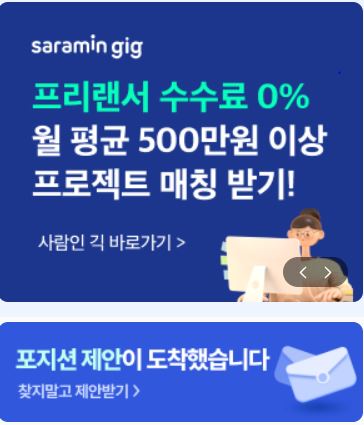 saramin gig
프리랜서 수수료 0%
월 평균 500만원 이상
프로젝트 매칭 받기!
사람인 긱 바로가기 >
포지션 제안이 도착했습니다
찾지말고 제안받기 >